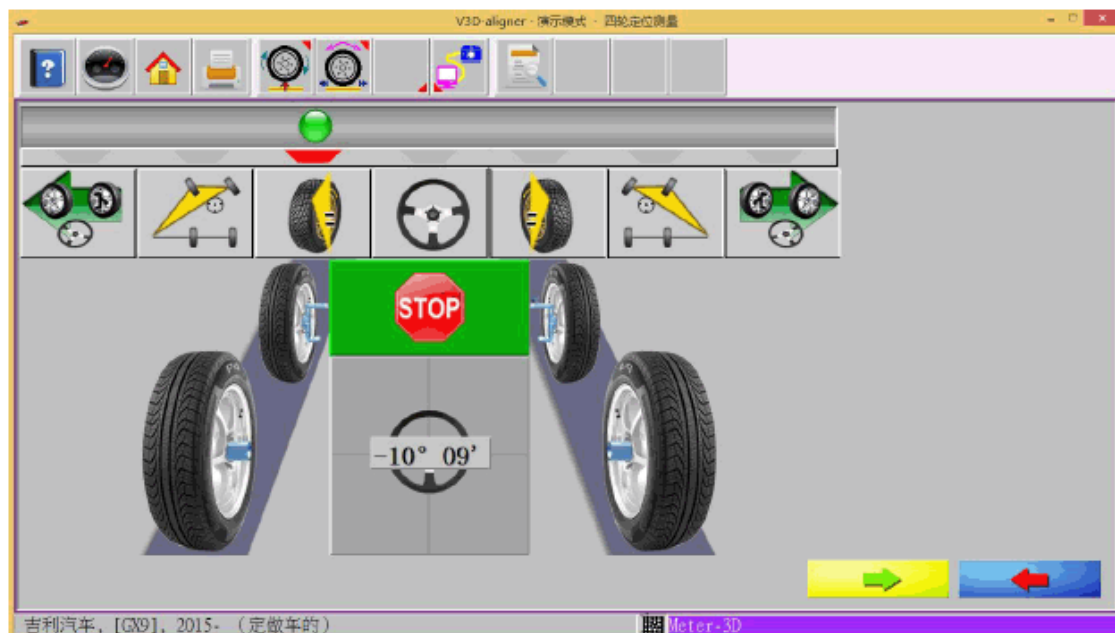 V3D-aligner - 演示模式 - 四轮定位测量
?
STOP
-10° 09'
吉利汽车, [GX9], 2015- (定做车的)
Meter-3D